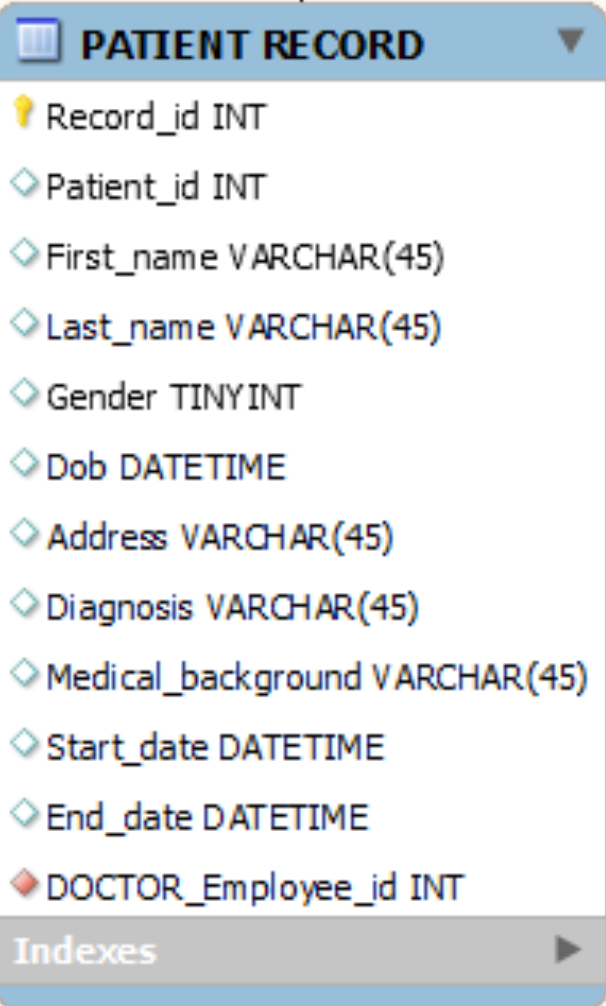 PATIENT RECORD
Record_id INT
Patient_id INT
First_name VARCHAR(45)
Last_name VARCHAR(45)
Gender TINYINT
Dob DATETIME
Address VARCHAR(45)
Diagnosis VARCHAR(45)
Medical_background VARCHAR(45)
Start_date DATETIME
End_date DATETIME
DOCTOR_Employee_id INT
Indexes